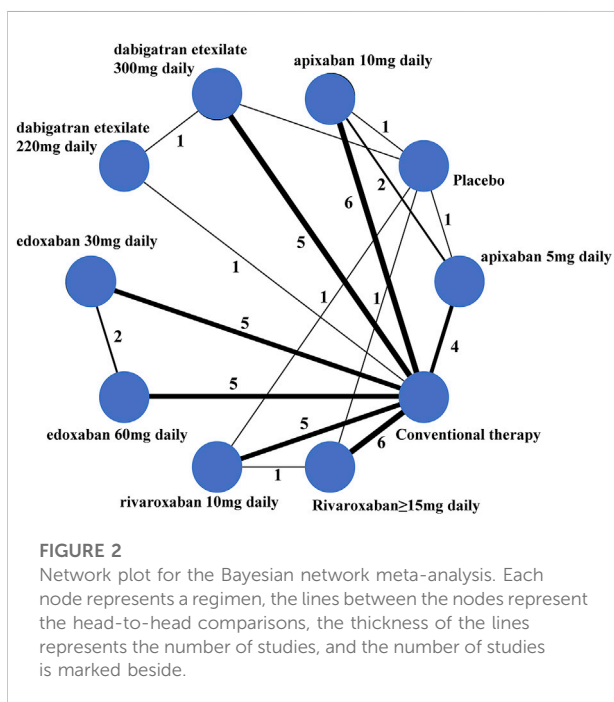 dabigatran etexilate
300mg daily
apixaban 10mg daily
dabigatran etexilate
220mg daily
1
1
2
Placebo
6
5
1
apixaban 5mg daily
edoxaban 30mg daily
1
1
1
2
5
4
5
edoxaban 60mg daily
5
6
Conventional therapy
1
rivaroxaban 10mg daily
Rivaroxaban≥15mg daily
FIGURE 2
Network plot for the Bayesian network meta-analysis. Each
node represents a regimen, the lines between the nodes represent
the head-to-head comparisons, the thickness of the lines
represents the number of studies, and the number of studies
is marked beside.